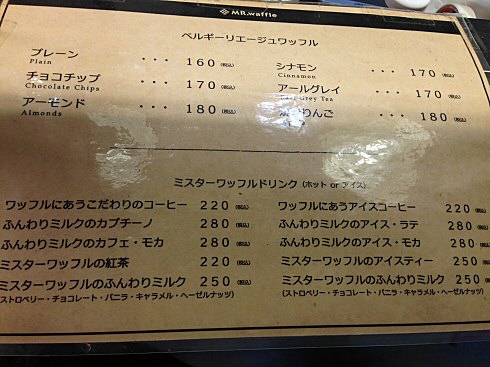 MR.waffle
ベルギーリエージュワッフル
プレーン ・・・ 160 (税込)
Plain
チョコチップ ・・・ 170 (税込)
Chocolate Chips
アーモンド ・・・ 180 (税込)
Almonds
シナモン ・・・ 170 (税込)
Cinnamon
アールグレイ ・・・ 170 (税込)
Earl Grey Tea
りんご ・・・ 180 (税込)
ミスターワッフルドリンク (ホット or アイス)
ワッフルにあうこだわりのコーヒー 220 (税込)
ふんわりミルクのカプチーノ 280 (税込)
ふんわりミルクのカフェ・モカ 280 (税込)
ミスターワッフルの紅茶 220 (税込)
ミスターワッフルのふんわりミルク 250 (税込)
(ストロベリー・チョコレート・バニラ・キャラメル・ヘーゼルナッツ)
ワッフルにあうアイスコーヒー 220 (税込)
ふんわりミルクのアイス・ラテ 280 (税込)
ふんわりミルクのアイス・モカ 280 (税込)
ミスターワッフルのアイスティー 250 (税込)
ミスターワッフルのふんわりミルク 250 (税込)
(ストロベリー・チョコレート・バニラ・キャラメル・ヘーゼルナッツ)